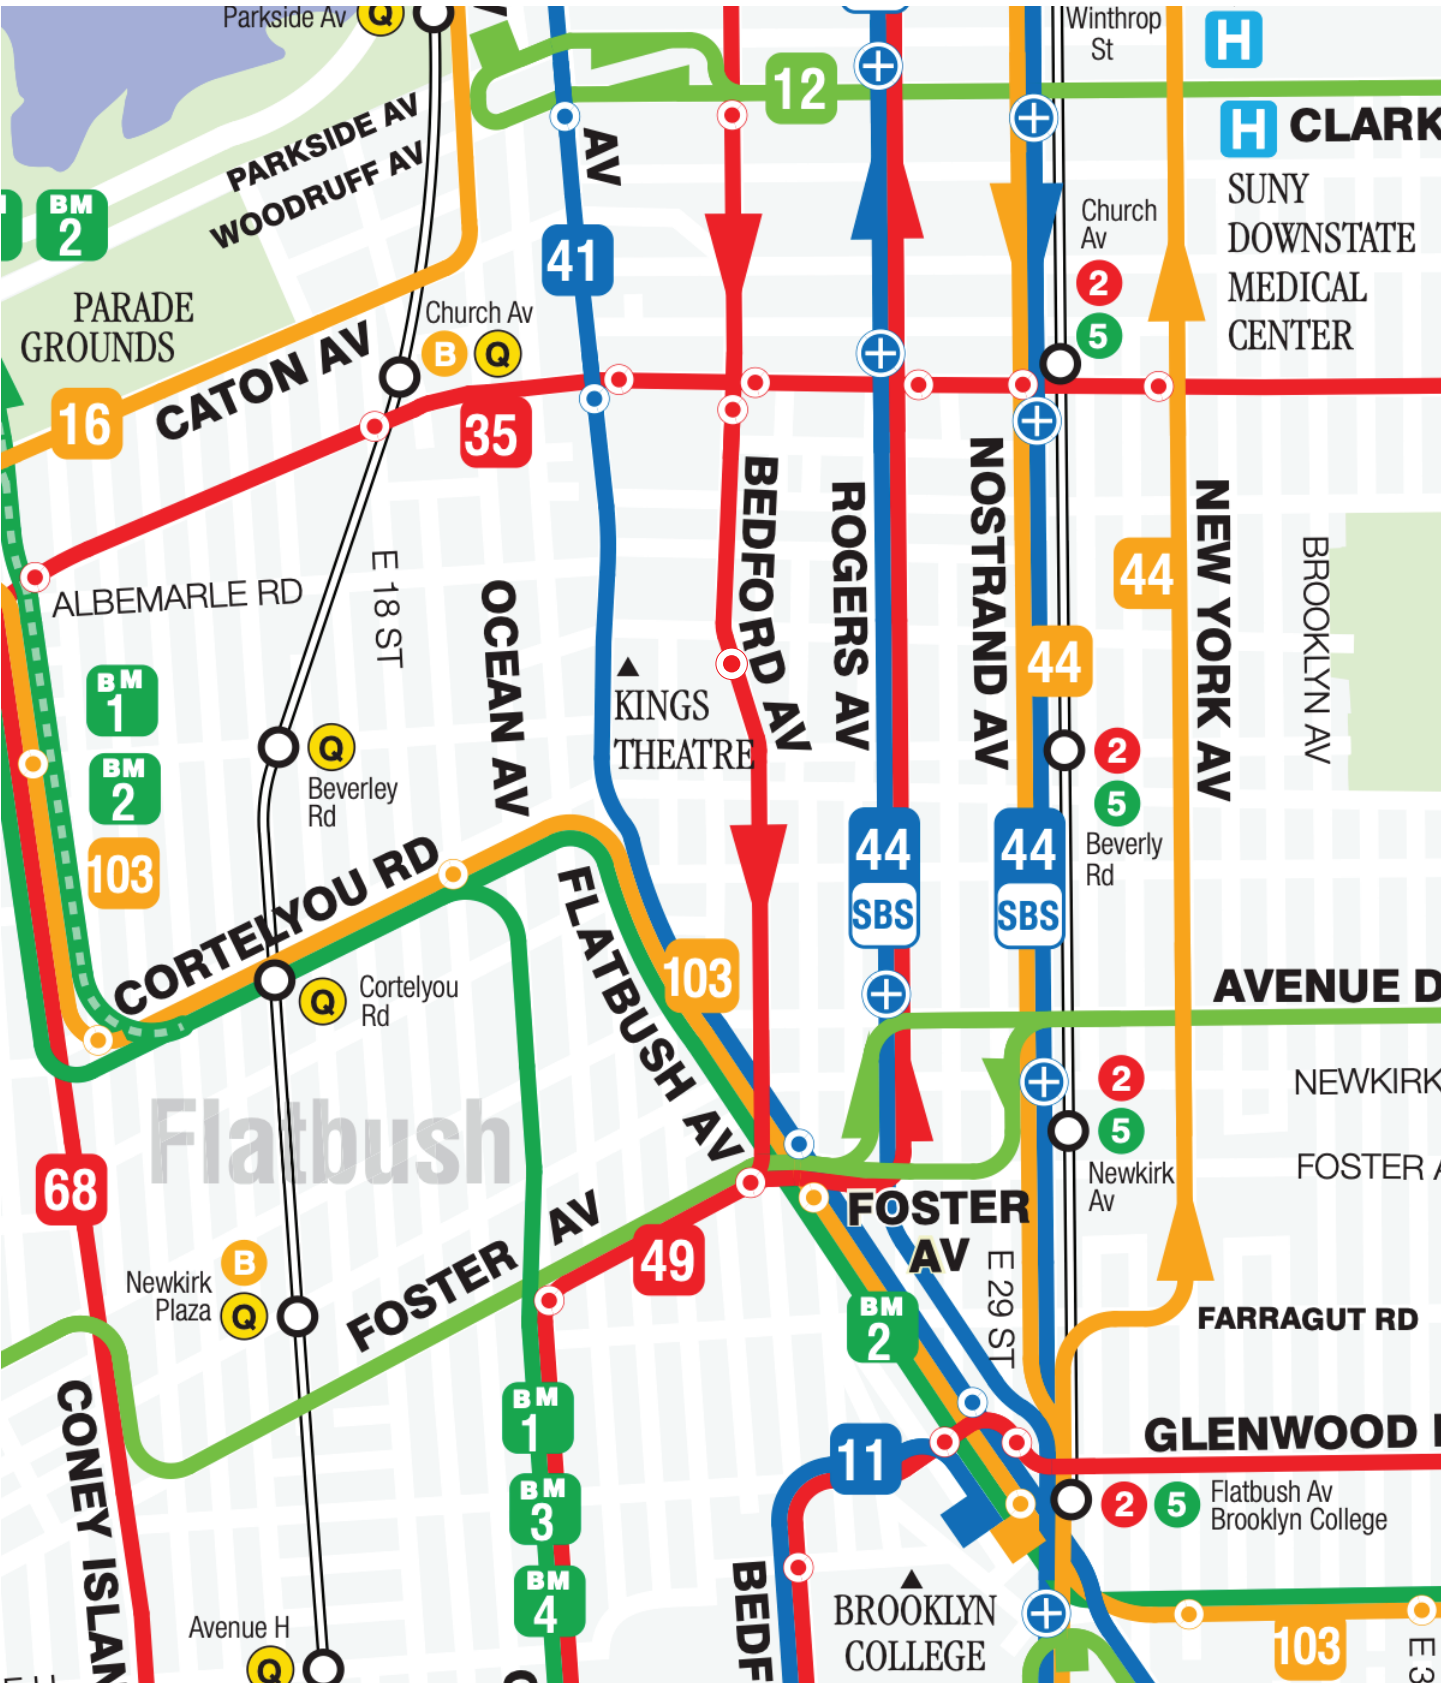 Parkside Av Q
Winthrop
St
H
12
PARKSIDE AV
WOODRUFF AV
AV
H CLARK
SUNY
DOWNSTATE
MEDICAL
CENTER
BM
2
41
Church
Av
2
5
PARADE
GROUNDS
Church Av
B Q
CATON AV
16
35
ALBEMARLE RD
E 18 ST
OCEAN AV
BEDFORD AV
ROGERS AV
NOSTRAND AV
NEW YORK AV
BROOKLYN AV
44
44
KINGS
THEATRE
BM
1
BM
2
103
Q
Beverley
Rd
2
5
Beverly
Rd
44
SBS
44
SBS
CORTELYOU RD
FLATBUSH AV
103
Q
Cortelyou
Rd
AVENUE D
NEWKIRK
2
5
Newkirk
Av
Flatbush
FOSTER
68
FOSTER AV
49
FOSTER
AV
E 29 ST
B
Newkirk
Plaza
Q
BM
2
FARRAGUT RD
CONEY ISLAN
BM
1
BM
3
BM
4
11
GLENWOOD
2 5
Flatbush Av
Brooklyn College
BEDF
BROOKLYN
COLLEGE
103
E 3
Avenue H
Q